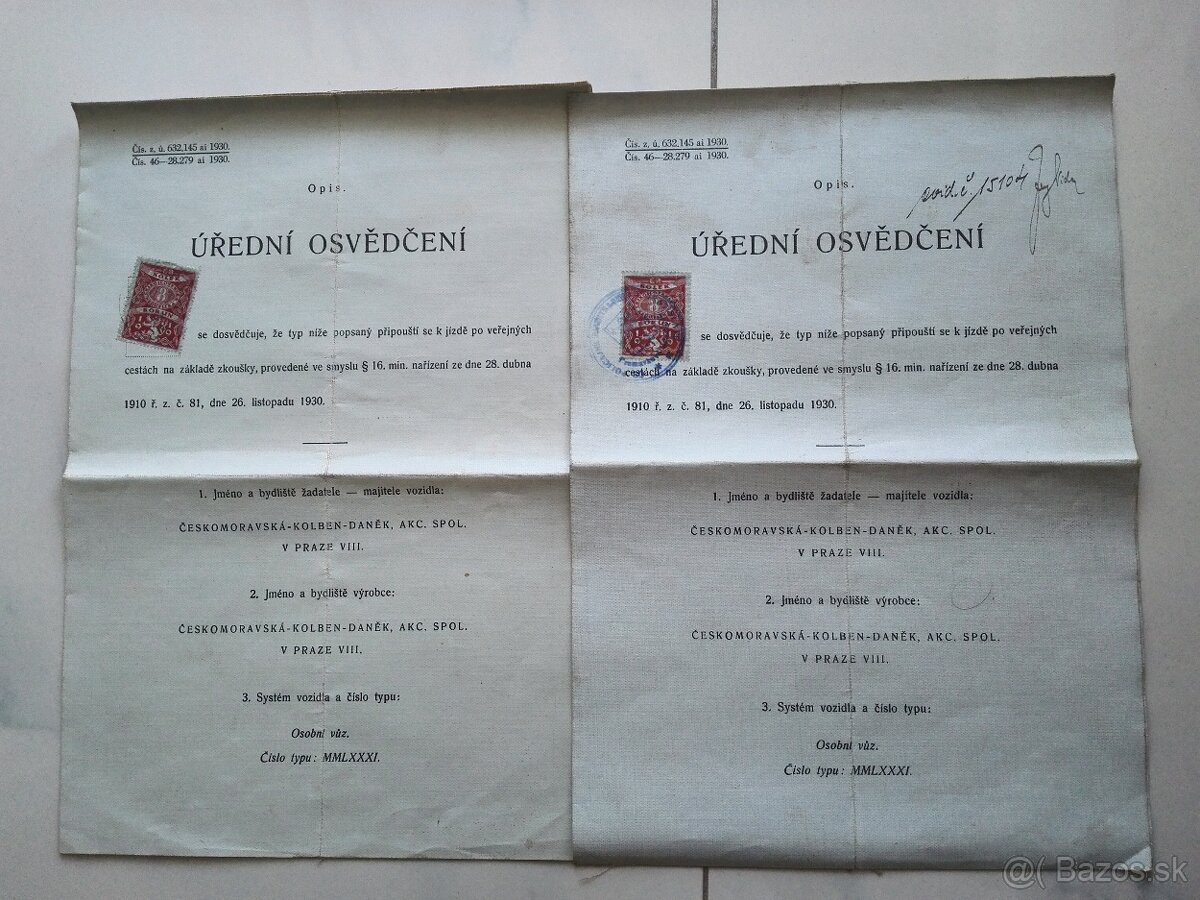 Čís. z. ú. 632.145 ai 1930.
Čís. 46—28.279 ai 1930.
Opis.
ÚŘEDNÍ OSVĚDČENÍ
KOLEK
8
KORUN
se dosvědčuje, že typ níže popsaný připouští se k jízdě po veřejných
cestách na základě zkoušky, provedené ve smyslu § 16. min. nařízení ze dne 28. dubna
1910 ř. z. č. 81, dne 26. listopadu 1930.
1. Jméno a bydliště žadatele — majitele vozidla:
ČESKOMORAVSKÁ-KOLBEN-DANĚK, AKC. SPOL.
V PRAZE VIII.
2. Jméno a bydliště výrobce:
ČESKOMORAVSKÁ-KOLBEN-DANĚK, AKC. SPOL.
V PRAZE VIII.
3. Systém vozidla a číslo typu:
Osobní vůz.
Číslo typu: MMLXXXI.
Čís. z. ú. 632.145 ai 1930.
Čís. 46—28.279 ai 1930.
Opis.
č. 15104
ÚŘEDNÍ OSVĚDČENÍ
KOLEK
8
se dosvědčuje, že typ níže popsaný připouští se k jízdě po veřejných
cestách na základě zkoušky, provedené ve smyslu § 16. min. nařízení ze dne 28. dubna
1910 ř. z. č. 81, dne 26. listopadu 1930.
1. Jméno a bydliště žadatele — majitele vozidla:
ČESKOMORAVSKÁ-KOLBEN-DANĚK, AKC. SPOL.
V PRAZE VIII.
2. Jméno a bydliště výrobce:
ČESKOMORAVSKÁ-KOLBEN-DANĚK, AKC. SPOL.
V PRAZE VIII.
3. Systém vozidla a číslo typu:
Osobní vůz.
Číslo typu: MMLXXXI.
@( Bazos.sk